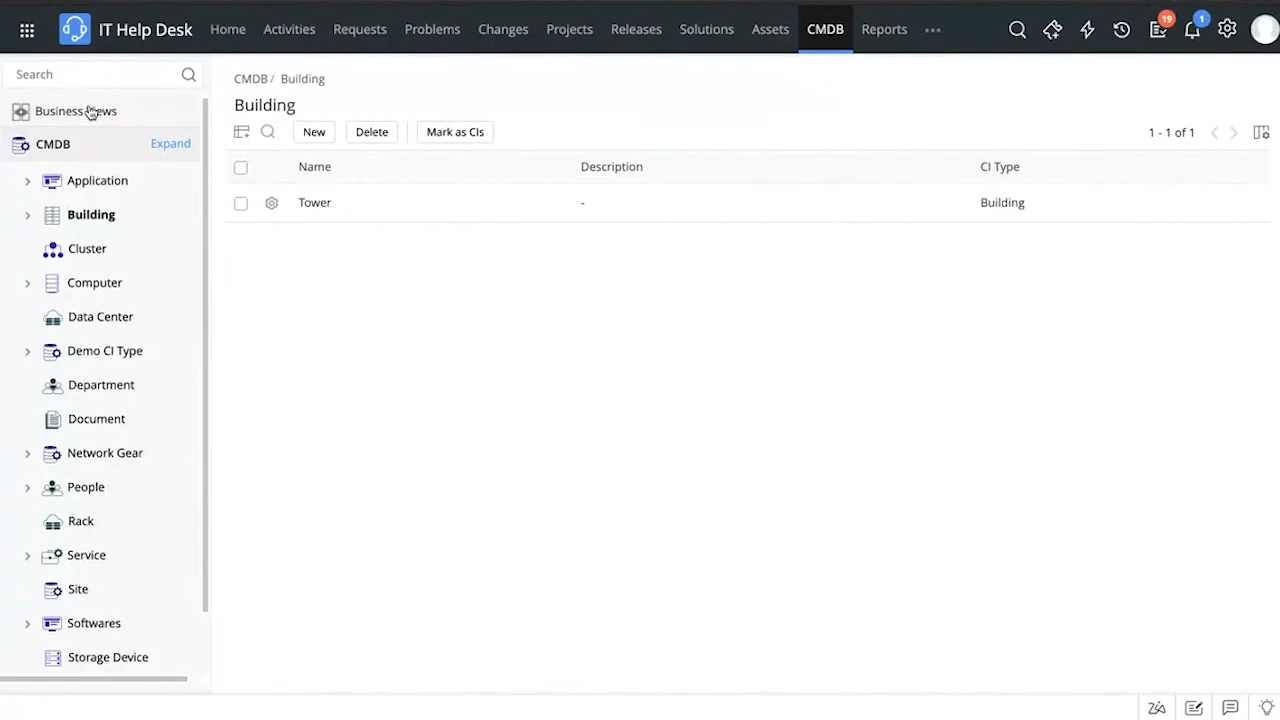 IT Help Desk Home Activities Requests Problems Changes Projects Releases Solutions Assets CMDB Reports 19 1
Search
Business
CMDB Expand
Application
Building
Cluster
Computer
Data Center
Demo CI Type
Department
Document
Network Gear
People
Rack
Service
Site
Softwares
Storage Device
CMDB / Building
Building
New Delete Mark as CIs 1 - 1 of 1
Name Description CI Type
Tower - Building